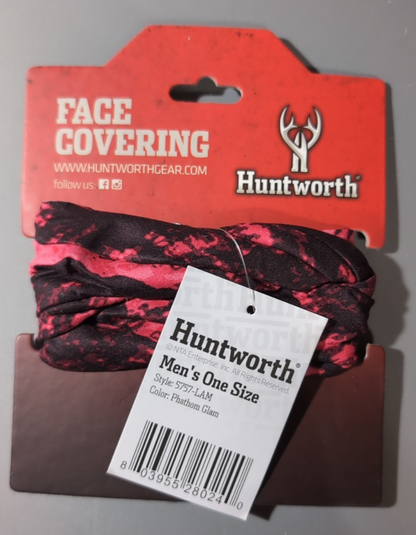 FACE
COVERING
WWW.HUNTWORTHGEAR.COM
follow us:
Huntworth®
Huntworth®
© NTA Enterprise, Inc. All Rights Reserved.
Men's One Size
Style: 5757-LAM
Color: Phathom Glam
8 03955 28024 0